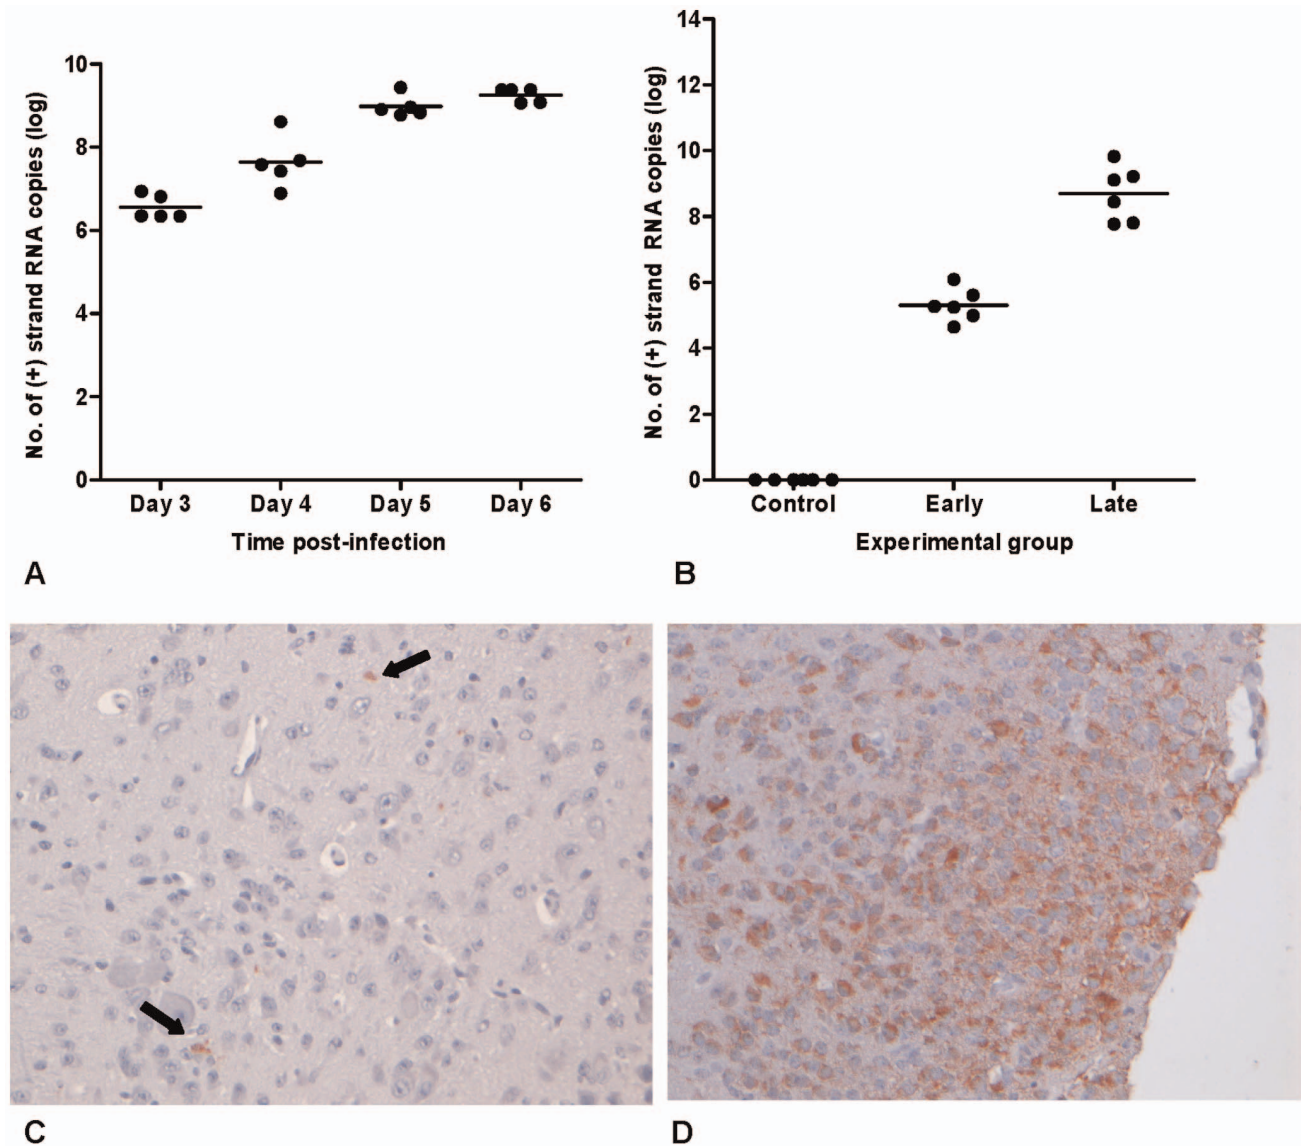 10
8
6
4
2
0
No. of (+) strand RNA copies (log)
Day 3 Day 4 Day 5 Day 6
Time post-infection
A
14
12
10
8
6
4
2
0
No. of (+) strand RNA copies (log)
Control Early Late
Experimental group
B
C
D